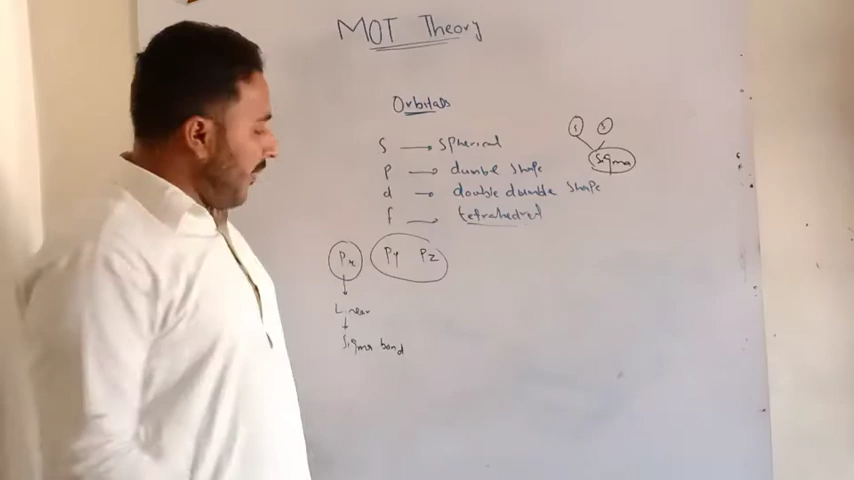 MOT Theory
Orbitals
S → Spherical
P → dumbel shape
d → double dumble shape
f → tetrahedral
S S
Sigma
Px Py Pz
Linear
Sigma bond